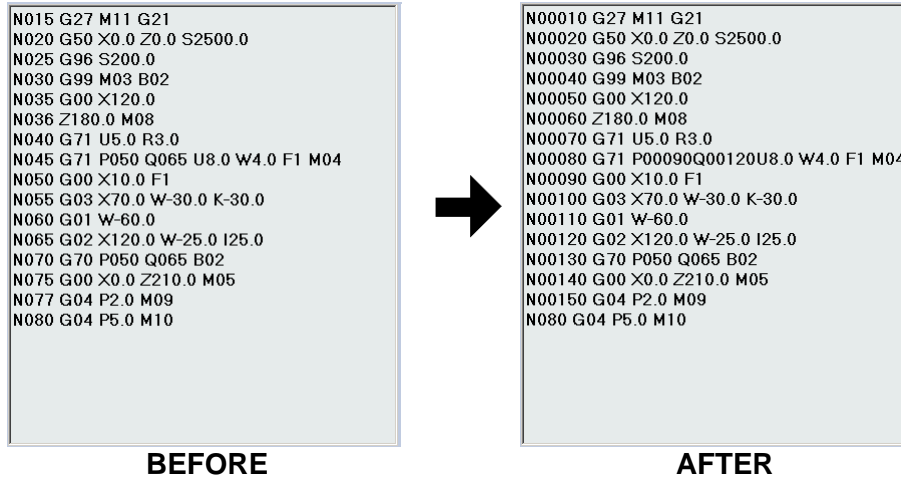 N015 G27 M11 G21
N020 G50 X0.0 Z0.0 S2500.0
N025 G96 S200.0
N030 G99 M03 B02
N035 G00 X120.0
N036 Z180.0 M08
N040 G71 U5.0 R3.0
N045 G71 P050 Q065 U8.0 W4.0 F1 M04
N050 G00 X10.0 F1
N055 G03 X70.0 W-30.0 K-30.0
N060 G01 W-60.0
N065 G02 X120.0 W-25.0 I25.0
N070 G70 P050 Q065 B02
N075 G00 X0.0 Z210.0 M05
N077 G04 P2.0 M09
N080 G04 P5.0 M10
BEFORE
N00010 G27 M11 G21
N00020 G50 X0.0 Z0.0 S2500.0
N00030 G96 S200.0
N00040 G99 M03 B02
N00050 G00 X120.0
N00060 Z180.0 M08
N00070 G71 U5.0 R3.0
N00080 G71 P00090Q00120U8.0 W4.0 F1 M04
N00090 G00 X10.0 F1
N00100 G03 X70.0 W-30.0 K-30.0
N00110 G01 W-60.0
N00120 G02 X120.0 W-25.0 I25.0
N00130 G70 P050 Q065 B02
N00140 G00 X0.0 Z210.0 M05
N00150 G04 P2.0 M09
N080 G04 P5.0 M10
AFTER